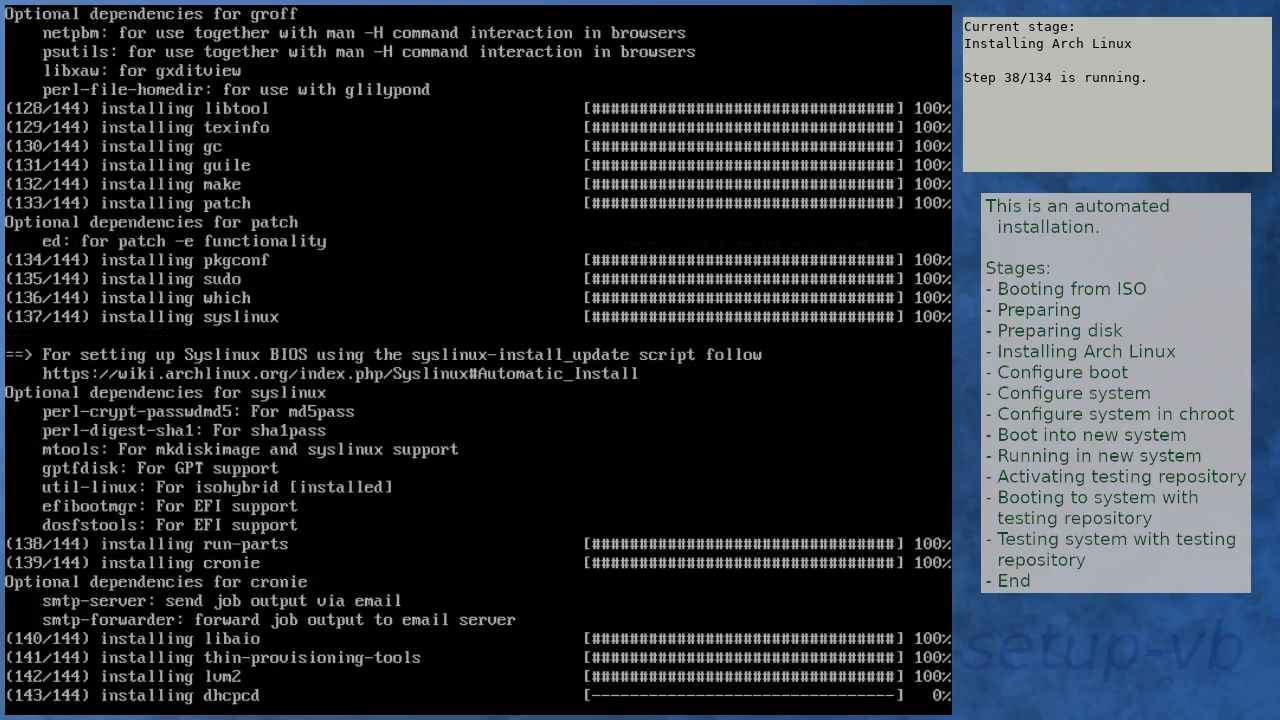 Optional dependencies for groff
netpbm: for use together with man -H command interaction in browsers
psutils: for use together with man -H command interaction in browsers
libxaw: for gxditview
perl-file-homedir: for use with glilypond
(128/144) installing libtool [################################] 100%
(129/144) installing texinfo [################################] 100%
(130/144) installing gc [################################] 100%
(131/144) installing guile [################################] 100%
(132/144) installing make [################################] 100%
(133/144) installing patch [################################] 100%
Optional dependencies for patch
ed: for patch -e functionality
(134/144) installing pkgconf [################################] 100%
(135/144) installing sudo [################################] 100%
(136/144) installing which [################################] 100%
(137/144) installing syslinux [################################] 100%
==> For setting up Syslinux BIOS using the syslinux-install_update script follow
https://wiki.archlinux.org/index.php/Syslinux#Automatic_Install
Optional dependencies for syslinux
perl-crypt-passwdmd5: For md5pass
perl-digest-sha1: For sha1pass
mtools: For mkdiskimage and syslinux support
gptfdisk: For GPT support
util-linux: For isohybrid [installed]
efibootmgr: For EFI support
dosfstools: For EFI support
(138/144) installing run-parts [################################] 100%
(139/144) installing cronie [################################] 100%
Optional dependencies for cronie
smtp-server: send job output via email
smtp-forwarder: forward job output to email server
(140/144) installing libaio [################################] 100%
(141/144) installing thin-provisioning-tools [################################] 100%
(142/144) installing lvm2 [################################] 100%
(143/144) installing dhcpcd [--------------------------------] 0%
Current stage:
Installing Arch Linux
Step 38/134 is running.
This is an automated
installation.
Stages:
- Booting from ISO
- Preparing
- Preparing disk
- Installing Arch Linux
- Configure boot
- Configure system
- Configure system in chroot
- Boot into new system
- Running in new system
- Activating testing repository
- Booting to system with
testing repository
- Testing system with testing
repository
- End
setup-vb